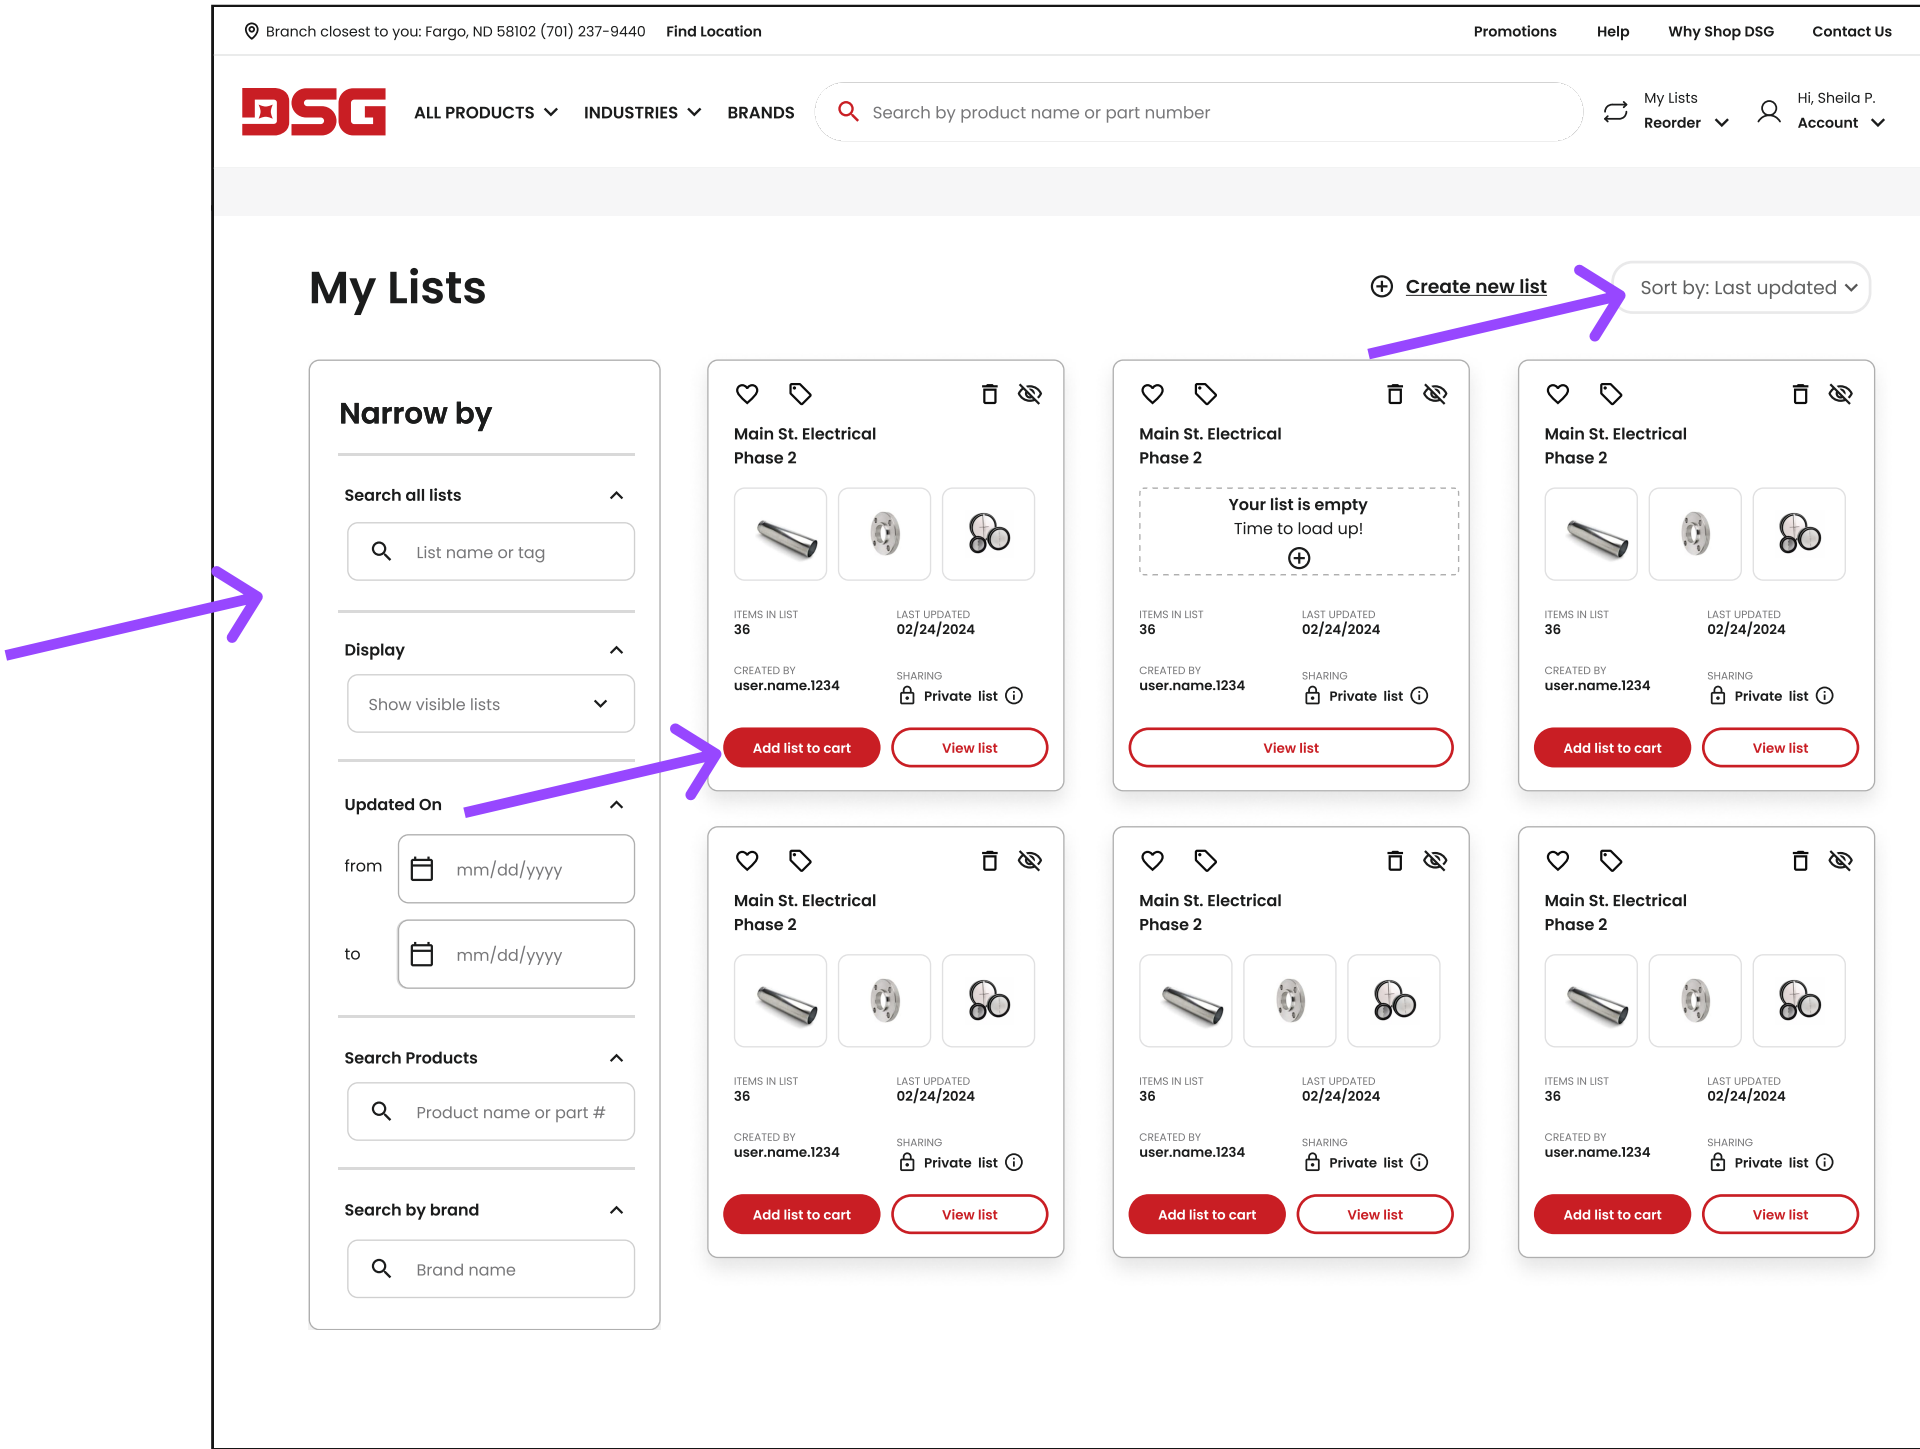 Branch closest to you: Fargo, ND 58102 (701) 237-9440 Find Location Promotions Help Why Shop DSG Contact Us
DSG ALL PRODUCTS INDUSTRIES BRANDS Search by product name or part number My Lists Reorder Hi, Sheila P. Account
My Lists
Create new list Sort by: Last updated
Narrow by
Search all lists
List name or tag
Display
Show visible lists
Updated On
from mm/dd/yyyy
to mm/dd/yyyy
Search Products
Product name or part #
Search by brand
Brand name
Main St. Electrical
Phase 2
ITEMS IN LIST LAST UPDATED
36 02/24/2024
CREATED BY SHARING
user.name.1234 Private list
Add list to cart View list
Main St. Electrical
Phase 2
Your list is empty
Time to load up!
ITEMS IN LIST LAST UPDATED
36 02/24/2024
CREATED BY SHARING
user.name.1234 Private list
View list
Main St. Electrical
Phase 2
ITEMS IN LIST LAST UPDATED
36 02/24/2024
CREATED BY SHARING
user.name.1234 Private list
Add list to cart View list
Main St. Electrical
Phase 2
ITEMS IN LIST LAST UPDATED
36 02/24/2024
CREATED BY SHARING
user.name.1234 Private list
Add list to cart View list
Main St. Electrical
Phase 2
ITEMS IN LIST LAST UPDATED
36 02/24/2024
CREATED BY SHARING
user.name.1234 Private list
Add list to cart View list
Main St. Electrical
Phase 2
ITEMS IN LIST LAST UPDATED
36 02/24/2024
CREATED BY SHARING
user.name.1234 Private list
Add list to cart View list